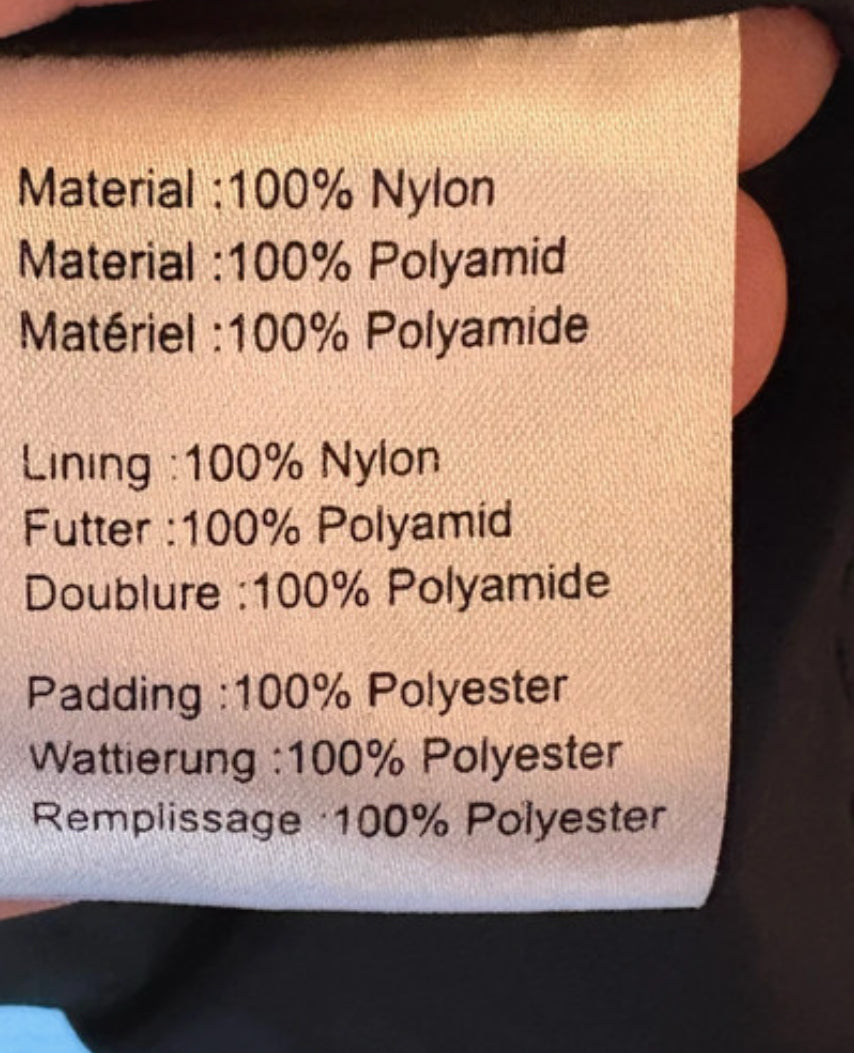 Material :100% Nylon
Material :100% Polyamid
Matériel :100% Polyamide
Lining :100% Nylon
Futter :100% Polyamid
Doublure :100% Polyamide
Padding :100% Polyester
Wattierung :100% Polyester
Remplissage :100% Polyester